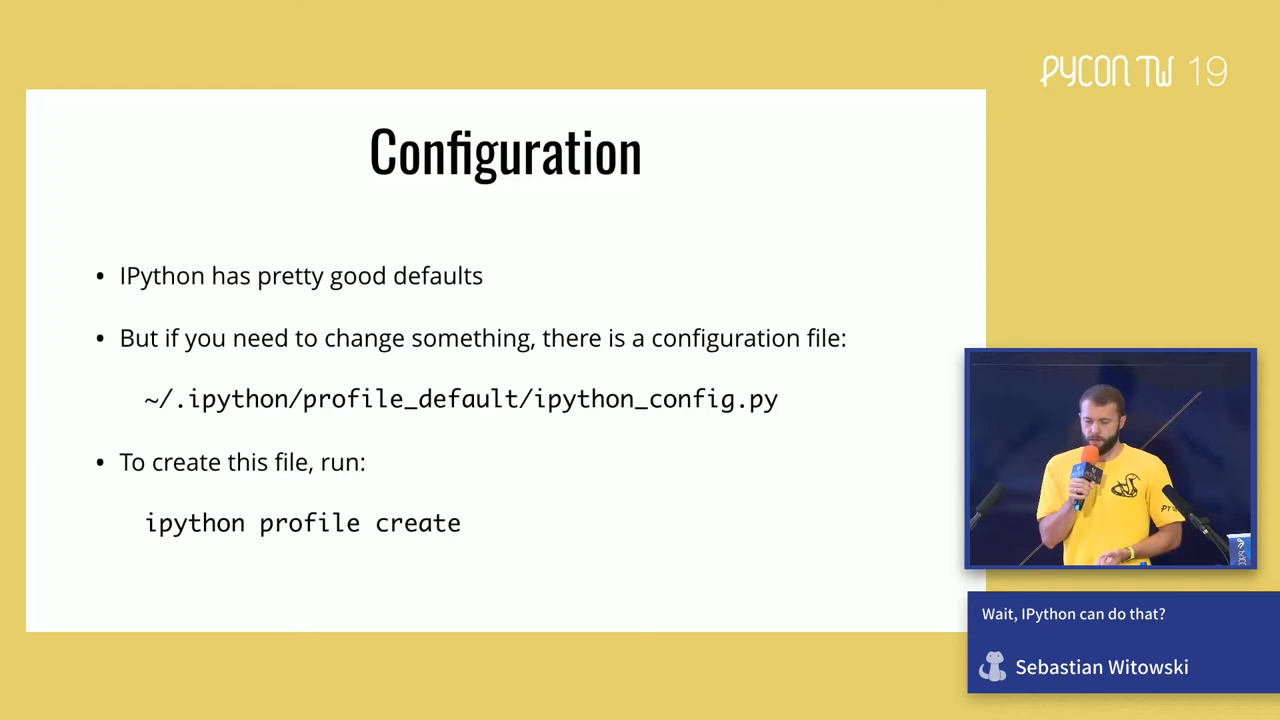 PYCON TW 19
Configuration
• IPython has pretty good defaults
• But if you need to change something, there is a configuration file:
~/.ipython/profile_default/ipython_config.py
• To create this file, run:
ipython profile create
Wait, IPython can do that?
Sebastian Witowski